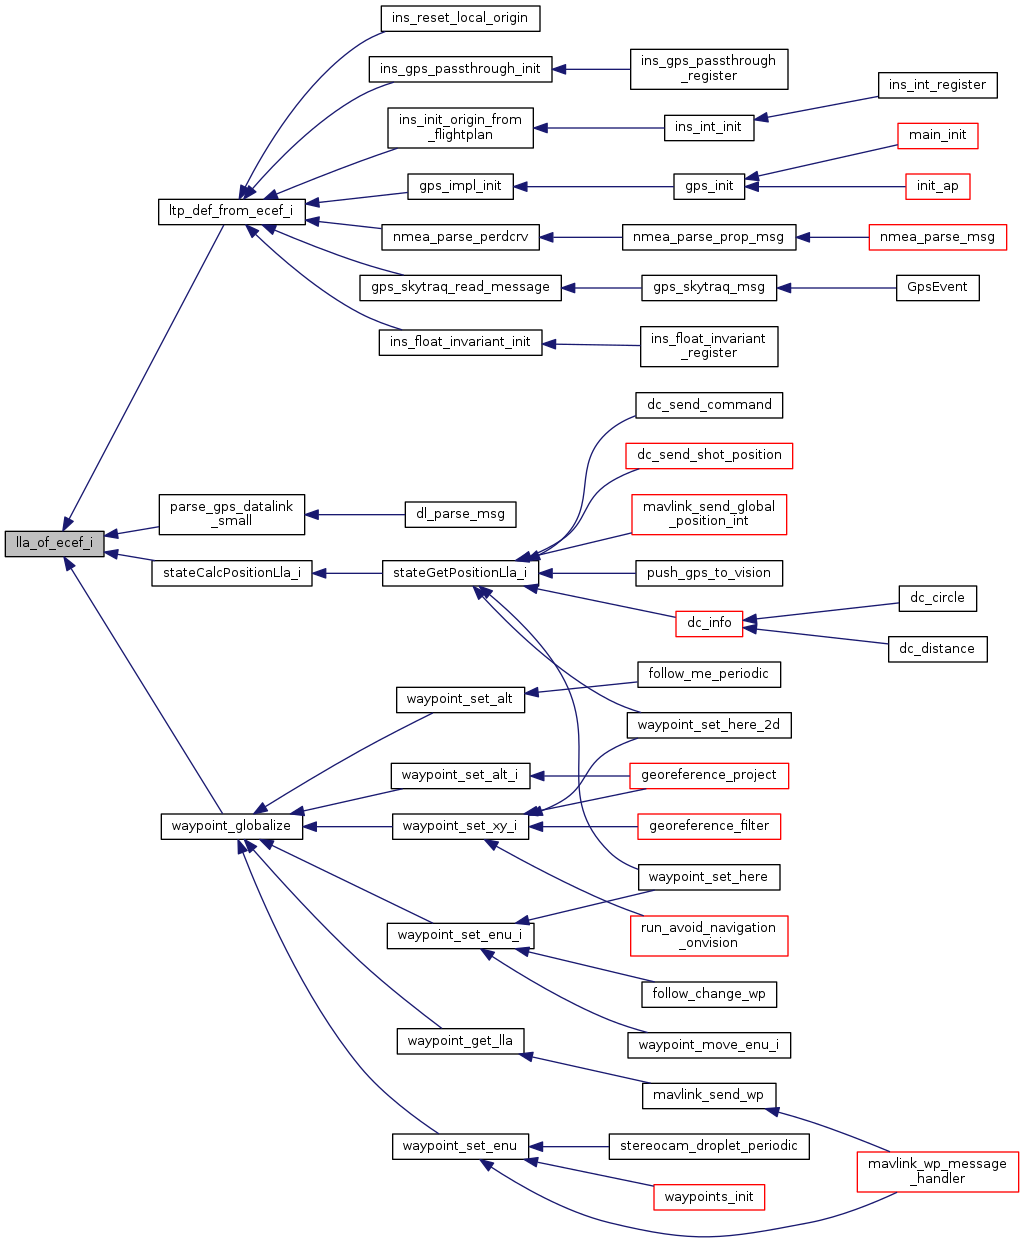 ins_reset_local_origin
ins_gps_passthrough_init
ins_gps_passthrough
_register
ins_int_register
ins_init_origin_from
_flightplan
ins_int_init
main_init
gps_impl_init
gps_init
init_ap
ltp_def_from_ecef_i
nmea_parse_perdcrv
nmea_parse_prop_msg
nmea_parse_msg
gps_skytraq_read_message
gps_skytraq_msg
GpsEvent
ins_float_invariant_init
ins_float_invariant
_register
dc_send_command
dc_send_shot_position
mavlink_send_global
_position_int
parse_gps_datalink
_small
dl_parse_msg
lla_of_ecef_i
stateCalcPositionLla_i
stateGetPositionLla_i
push_gps_to_vision
dc_info
dc_circle
dc_distance
follow_me_periodic
waypoint_set_alt
waypoint_set_here_2d
waypoint_set_alt_i
georeference_project
waypoint_globalize
waypoint_set_xy_i
georeference_filter
waypoint_set_here
waypoint_set_enu_i
run_avoid_navigation
_onvision
follow_change_wp
waypoint_get_lla
waypoint_move_enu_i
mavlink_send_wp
waypoint_set_enu
stereocam_droplet_periodic
mavlink_wp_message
_handler
waypoints_init